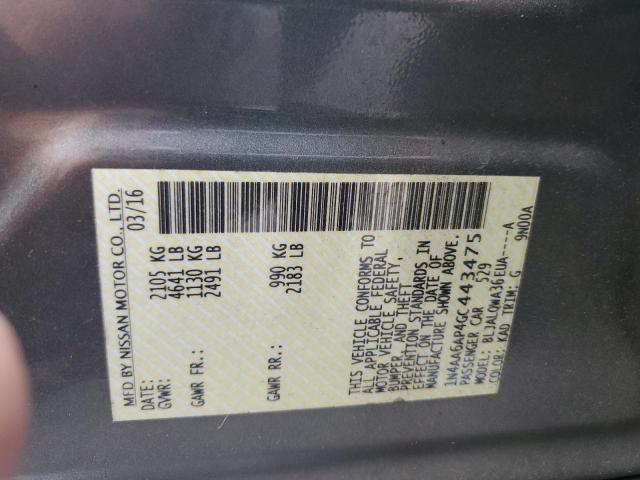 MFD BY NISSAN MOTOR CO., LTD.
DATE: 03/16
GVWR: 2105 KG
4641 LB
GAWR FR: 1130 KG
2491 LB
GAWR RR: 990 KG
2183 LB
THIS VEHICLE CONFORMS TO
ALL APPLICABLE FEDERAL
MOTOR VEHICLE SAFETY,
BUMPER, AND THEFT
PREVENTION STANDARDS IN
EFFECT ON THE DATE OF
MANUFACTURE SHOWN ABOVE.
1N4AA6AP4GC443475
PASSENGER CAR 529
MODEL: BLJALOWA36EUA----A
COLOR: KAD TRIM: G 9N00A